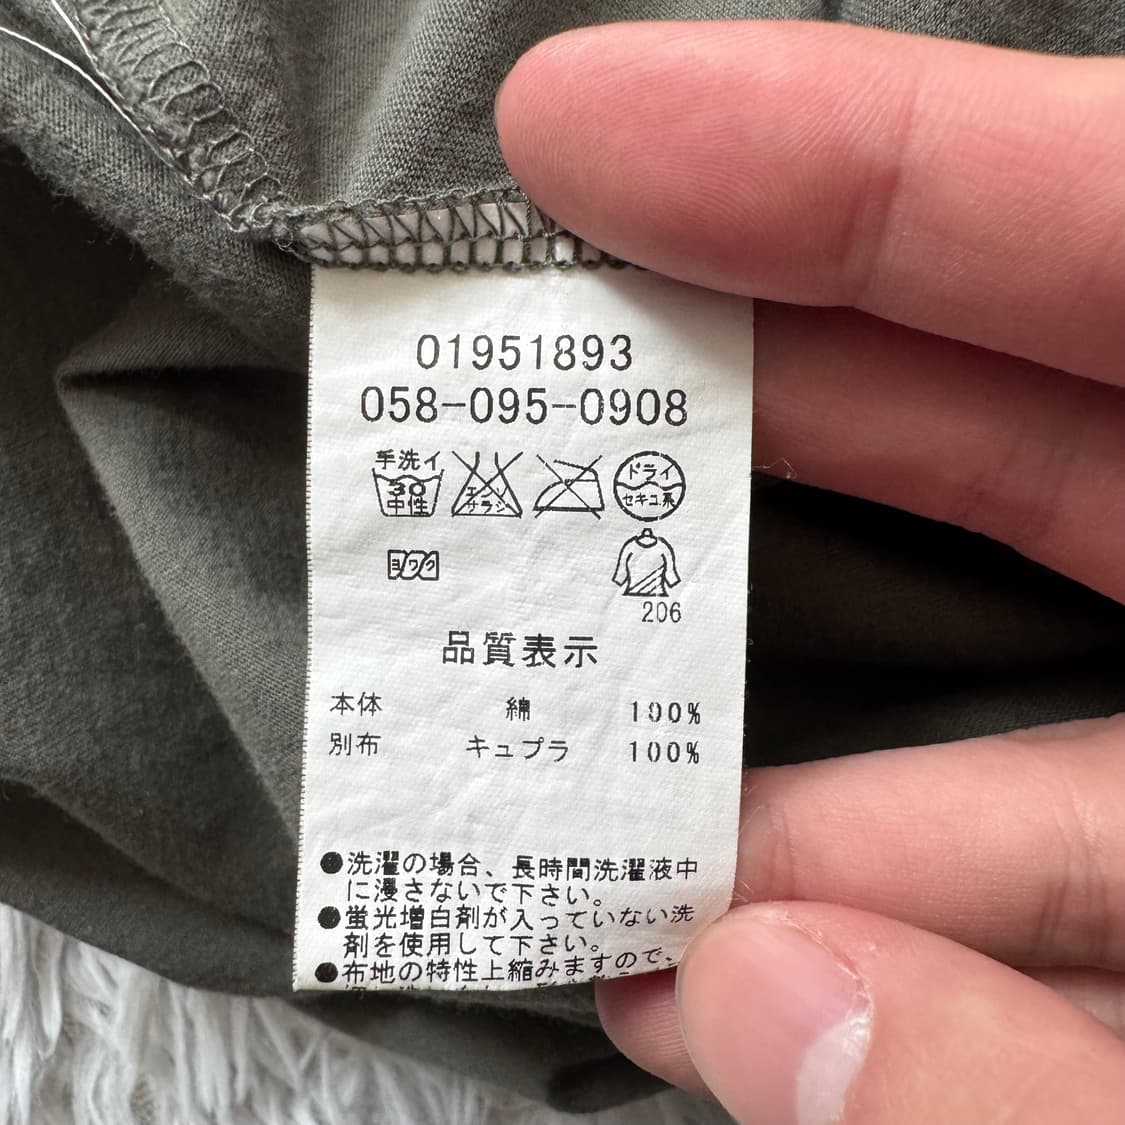 01951893
058-095-0908
手洗イ
30
中性
エンソ
サラシ
ドライ
セキユ系
ヨワク
206
品質表示
本体 綿 100%
別布 キュプラ 100%
●洗濯の場合、長時間洗濯液中
に浸さないで下さい。
●蛍光増白剤が入っていない洗
剤を使用して下さい。
●布地の特性上縮みますので、